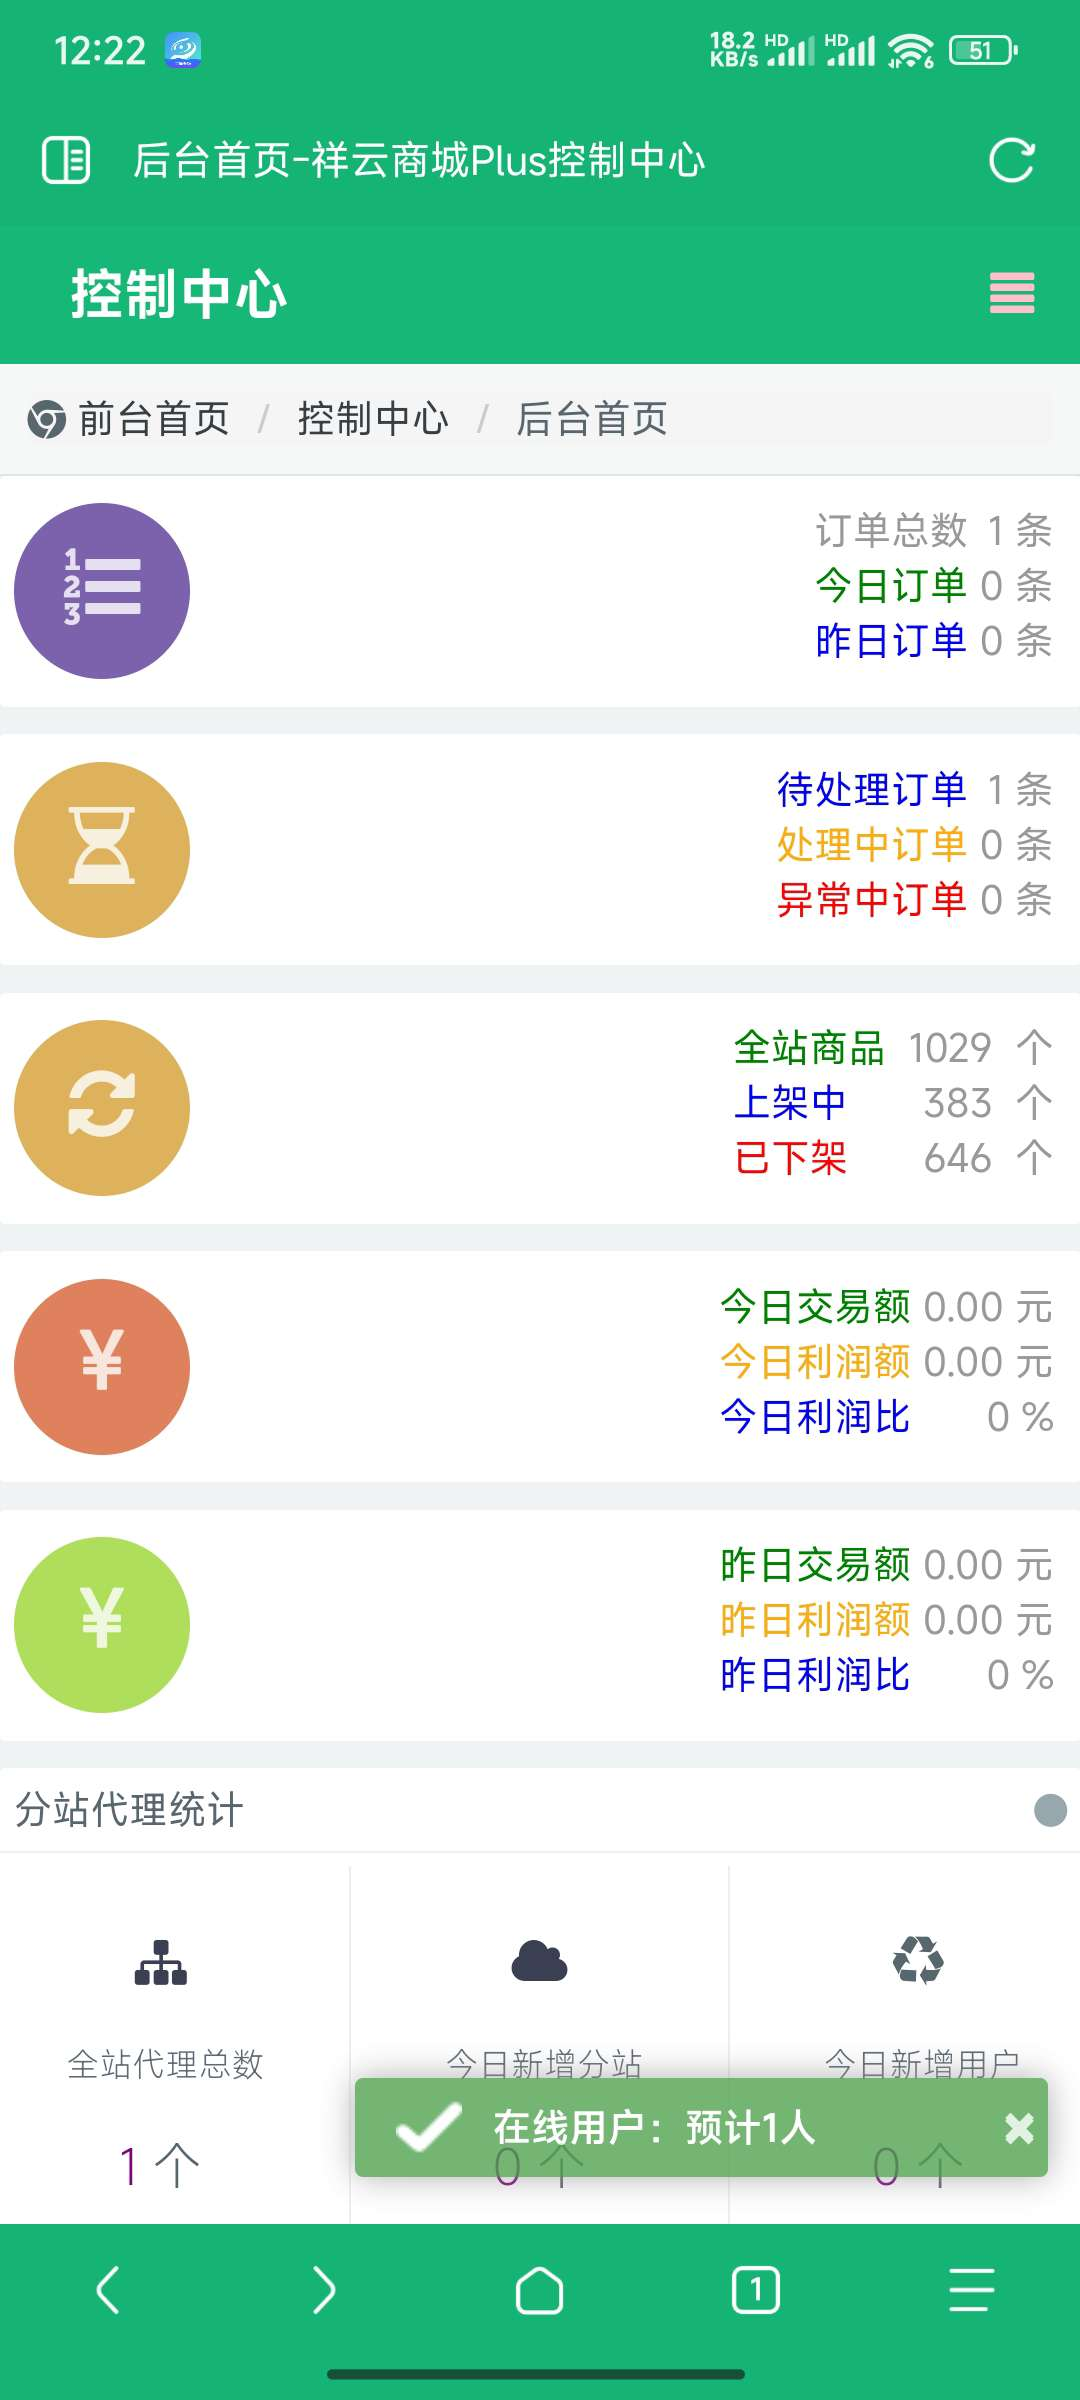 12:22
18.2 KB/s HD HD 6 51
后台首页-祥云商城Plus控制中心
控制中心
前台首页 / 控制中心 / 后台首页
订单总数 1 条
今日订单 0 条
昨日订单 0 条
待处理订单 1 条
处理中订单 0 条
异常中订单 0 条
全站商品 1029 个
上架中 383 个
已下架 646 个
今日交易额 0.00 元
今日利润额 0.00 元
今日利润比 0 %
昨日交易额 0.00 元
昨日利润额 0.00 元
昨日利润比 0 %
分站代理统计
全站代理总数 今日新增分站 今日新增用户
在线用户：预计1人
1 个 0 个 0 个
1